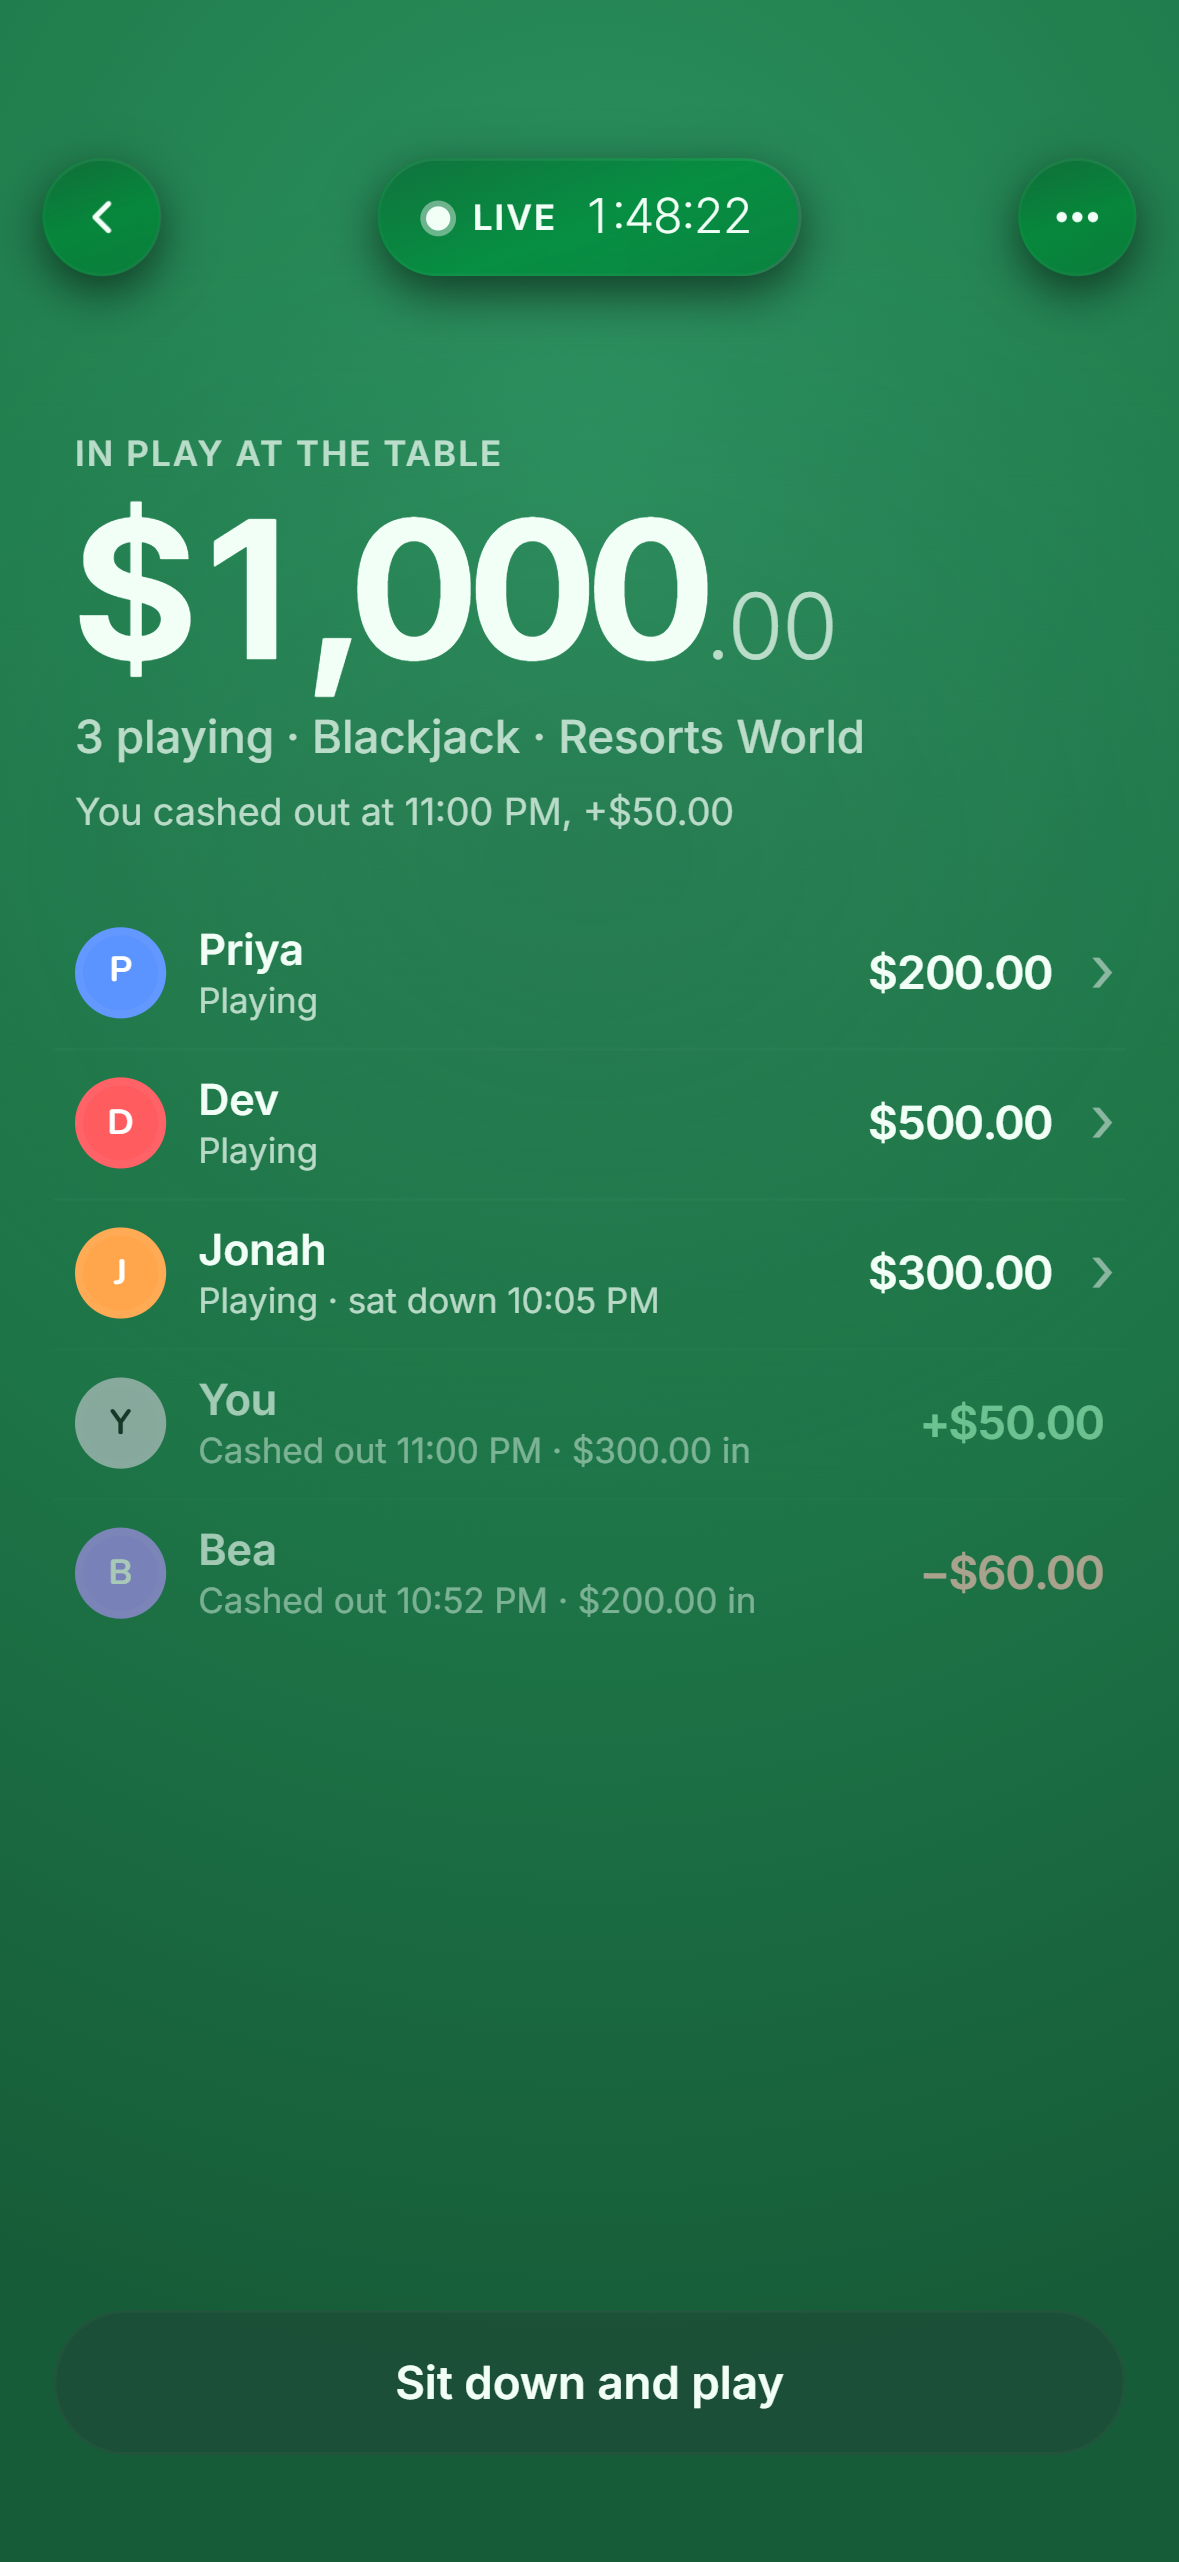 LIVE 1:48:22
IN PLAY AT THE TABLE
$1,000.00
3 playing · Blackjack · Resorts World
You cashed out at 11:00 PM, +$50.00
P
Priya
Playing
$200.00
D
Dev
Playing
$500.00
J
Jonah
Playing · sat down 10:05 PM
$300.00
Y
You
Cashed out 11:00 PM · $300.00 in
+$50.00
B
Bea
Cashed out 10:52 PM · $200.00 in
−$60.00
Sit down and play